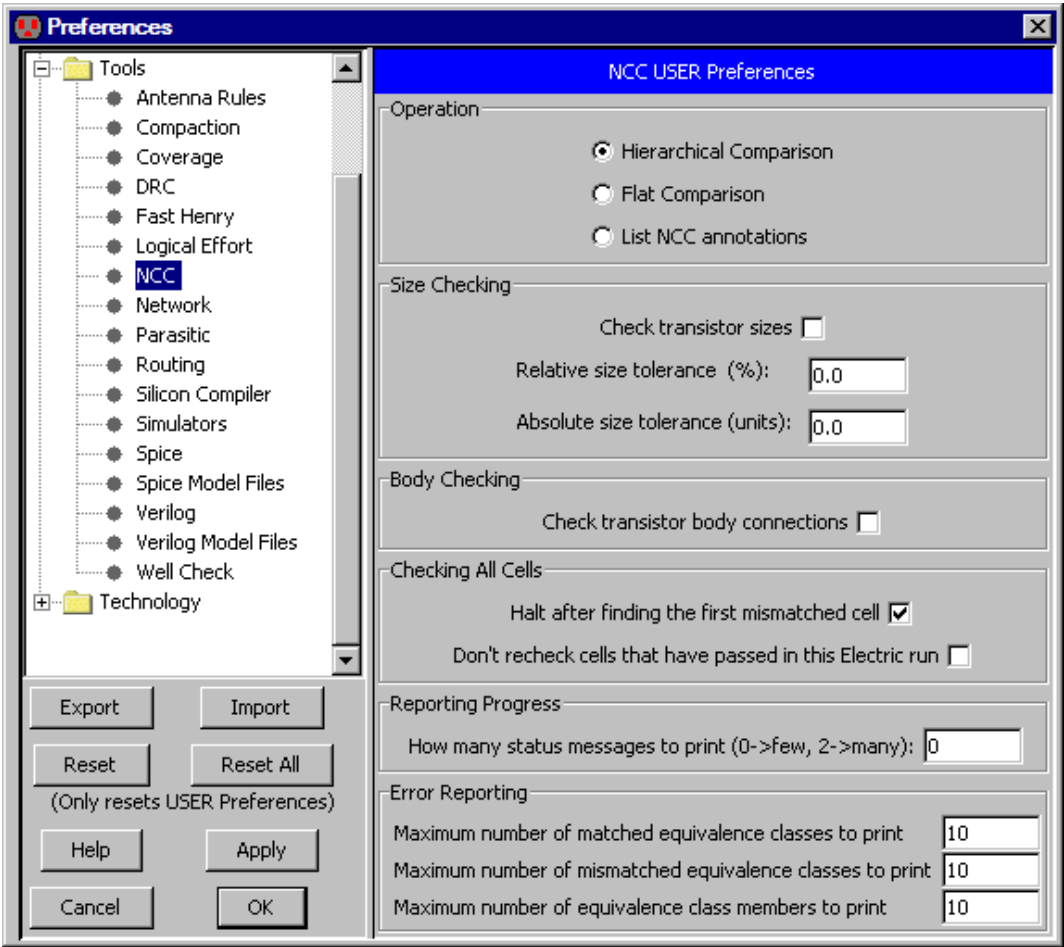 Preferences
Tools
Antenna Rules
Compaction
Coverage
DRC
Fast Henry
Logical Effort
NCC
Network
Parasitic
Routing
Silicon Compiler
Simulators
Spice
Spice Model Files
Verilog
Verilog Model Files
Well Check
Technology
Export
Import
Reset
Reset All
(Only resets USER Preferences)
Help
Apply
Cancel
OK
NCC USER Preferences
Operation
Hierarchical Comparison
Flat Comparison
List NCC annotations
Size Checking
Check transistor sizes
Relative size tolerance (%): 0.0
Absolute size tolerance (units): 0.0
Body Checking
Check transistor body connections
Checking All Cells
Halt after finding the first mismatched cell
Don't recheck cells that have passed in this Electric run
Reporting Progress
How many status messages to print (0->few, 2->many): 0
Error Reporting
Maximum number of matched equivalence classes to print 10
Maximum number of mismatched equivalence classes to print 10
Maximum number of equivalence class members to print 10